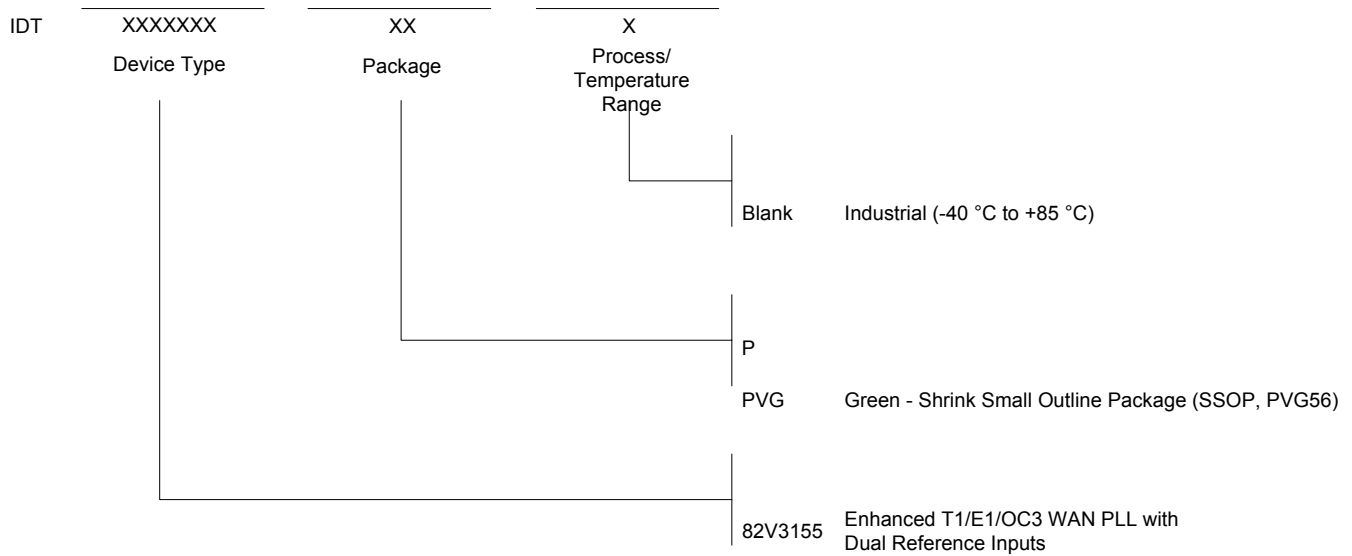 IDT XXXXXXX XX X
Device Type Package Process/
Temperature
Range
Blank Industrial (-40 °C to +85 °C)
P
PVG Green - Shrink Small Outline Package (SSOP, PVG56)
82V3155 Enhanced T1/E1/OC3 WAN PLL with
Dual Reference Inputs